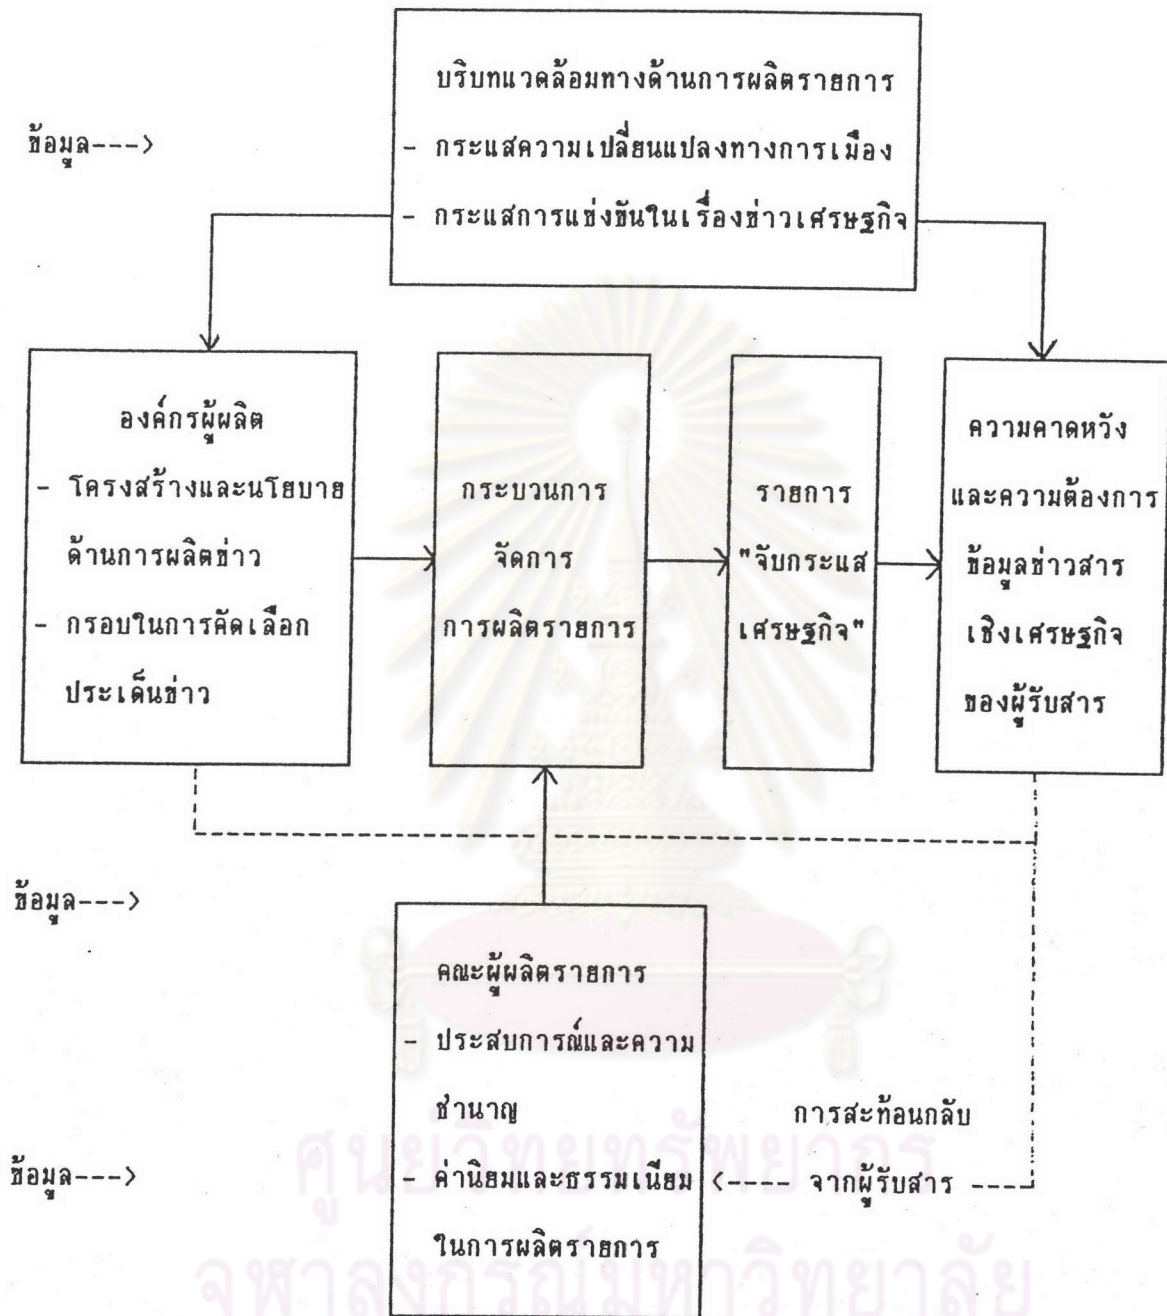 บริบทแวดล้อมทางด้านการผลิตรายการ
ข้อมูล--->
- กระแสความเปลี่ยนแปลงทางการเมือง
- กระแสการแข่งขันในเรื่องข่าวเศรษฐกิจ
องค์กรผู้ผลิต
- โครงสร้างและนโยบาย
ด้านการผลิตข่าว
- กรอบในการคัดเลือก
ประเด็นข่าว
กระบวนการ
จัดการ
การผลิตรายการ
รายการ
"จับกระแส
เศรษฐกิจ"
ความคาดหวัง
และความต้องการ
ข้อมูลข่าวสาร
เชิงเศรษฐกิจ
ของผู้รับสาร
ข้อมูล--->
คณะผู้ผลิตรายการ
- ประสบการณ์และความ
ชำนาญ
- ค่านิยมและธรรมเนียม
ในการผลิตรายการ
การสะท้อนกลับ
<---- จากผู้รับสาร ----
ข้อมูล--->
ศูนย์วิทยทรัพยากร
จุฬาลงกรณ์มหาวิทยาลัย